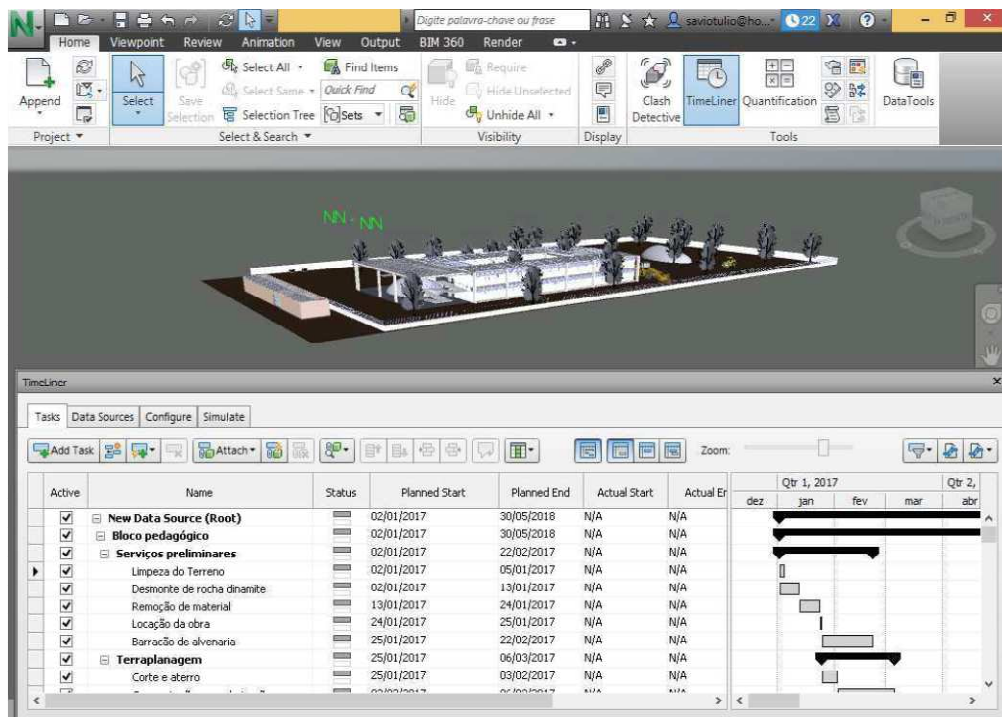 Digite palavra-chave ou frase saviotulio@ho... 22
Home Viewpoint Review Animation View Output BIM 360 Render
Select All Find Items Require
Append Select Save Selection Select Same Quick Find Hide Hide Unselected Clash Detective TimeLiner Quantification DataTools
Selection Tree Sets Unhide All
Project Select & Search Visibility Display Tools
NN - NN
TimeLiner
Tasks Data Sources Configure Simulate
Add Task Attach Zoom:
Active Name Status Planned Start Planned End Actual Start Actual Er Qtr 1, 2017 Qtr 2,
dez jan fev mar abr
New Data Source (Root) 02/01/2017 30/05/2018 N/A N/A
Bloco pedagógico 02/01/2017 30/05/2018 N/A N/A
Serviços preliminares 02/01/2017 22/02/2017 N/A N/A
Limpeza do Terreno 02/01/2017 05/01/2017 N/A N/A
Desmonte de rocha dinamite 02/01/2017 13/01/2017 N/A N/A
Remoção de material 13/01/2017 24/01/2017 N/A N/A
Locação da obra 24/01/2017 25/01/2017 N/A N/A
Barracão de alvenaria 25/01/2017 22/02/2017 N/A N/A
Terraplanagem 25/01/2017 06/03/2017 N/A N/A
Corte e aterro 25/01/2017 03/02/2017 N/A N/A